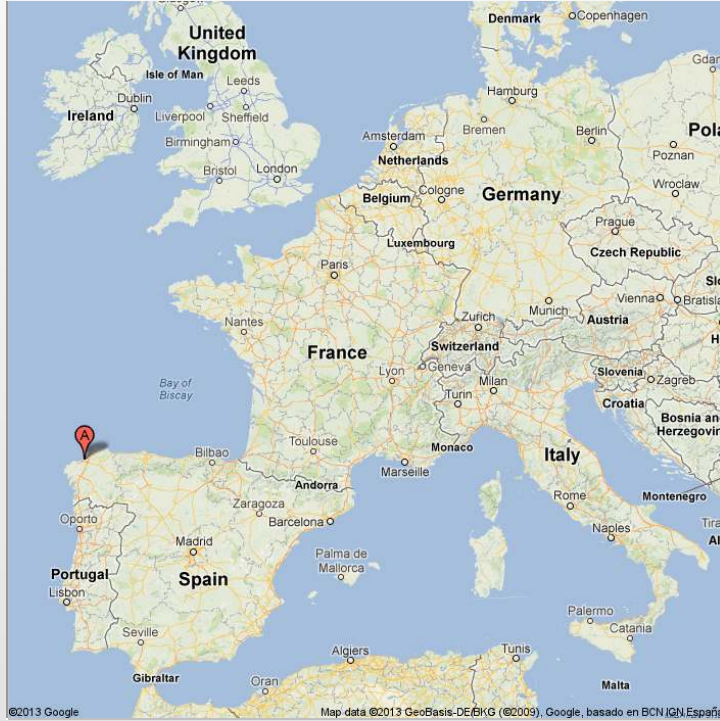 Denmark
Copenhagen
United
Kingdom
Isle of Man
Leeds
Dublin
Ireland
Liverpool
Sheffield
Hamburg
Birmingham
Amsterdam
Bremen
Berlin
Poznan
Netherlands
Bristol
London
Cologne
Germany
Wroclaw
Belgium
Prague
Luxembourg
Czech Republic
Paris
Vienna
Munich
Zurich
Austria
Nantes
Switzerland
France
Lyon
Geneva
Slovenia
Zagreb
Milan
Bay of
Biscay
Turin
Croatia
A
Bosnia
Toulouse
Monaco
Bilbao
Marseille
Italy
Andorra
Montenegro
Zaragoza
Rome
Oporto
Barcelona
Naples
Madrid
Palma de
Mallorca
Portugal
Spain
Lisbon
Palermo
Seville
Catania
Algiers
Tunis
Gibraltar
Oran
Malta
©2013 Google
Map data ©2013 GeoBasis-DE/BKG (©2009), Google, basado en BCN IGN España